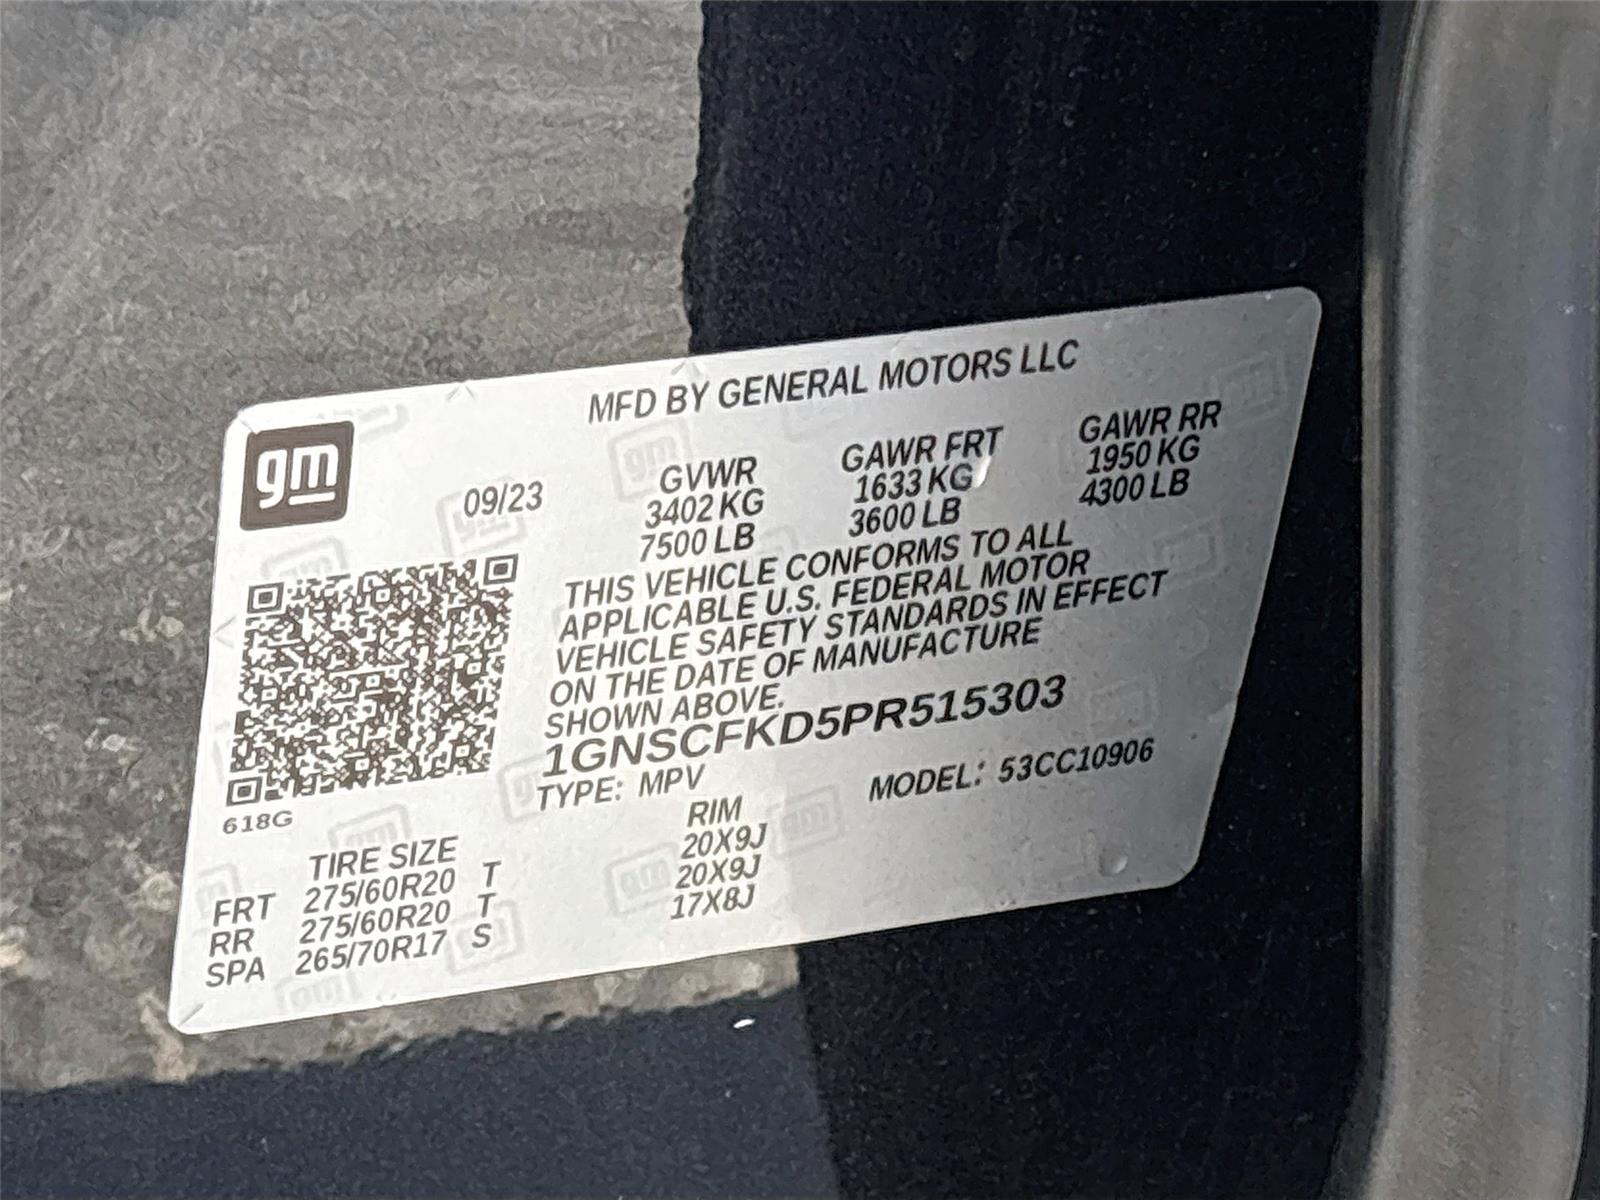 MFD BY GENERAL MOTORS LLC
gm
09/23
GVWR
3402 KG
7500 LB
GAWR FRT
1633 KG
3600 LB
GAWR RR
1950 KG
4300 LB
THIS VEHICLE CONFORMS TO ALL
APPLICABLE U.S. FEDERAL MOTOR
VEHICLE SAFETY STANDARDS IN EFFECT
ON THE DATE OF MANUFACTURE
SHOWN ABOVE.
1GNSCFKD5PR515303
TYPE: MPV
MODEL: 53CC10906
618G
TIRE SIZE RIM
FRT 275/60R20 T 20X9J
RR 275/60R20 T 20X9J
SPA 265/70R17 S 17X8J